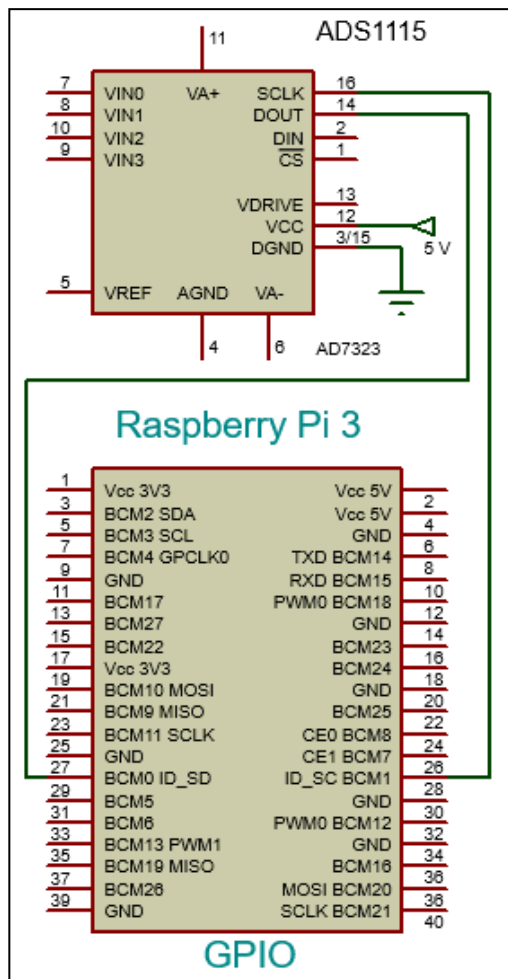 ADS1115
11
7 VIN0 VA+ SCLK 16
8 VIN1 DOUT 14
10 VIN2 DIN 2
9 VIN3 CS 1
VDRIVE 13
VCC 12
DGND 3/15
5 V
5 VREF AGND VA-
4 6 AD7323
Raspberry Pi 3
1 Vcc 3V3 Vcc 5V
3 BCM2 SDA Vcc 5V 2
5 BCM3 SCL GND 4
7 BCM4 GPCLK0 TXD BCM14 6
9 GND RXD BCM15 8
11 BCM17 PWM0 BCM18 10
13 BCM27 GND 12
15 BCM22 BCM23 14
17 Vcc 3V3 BCM24 16
19 BCM10 MOSI GND 18
21 BCM9 MISO BCM25 20
23 BCM11 SCLK CE0 BCM8 22
25 GND CE1 BCM7 24
27 BCM0 ID_SD ID_SC BCM1 26
29 BCM5 GND 28
31 BCM6 PWM0 BCM12 30
33 BCM13 PWM1 GND 32
35 BCM19 MISO BCM16 34
37 BCM26 MOSI BCM20 36
39 GND SCLK BCM21 36
40
GPIO